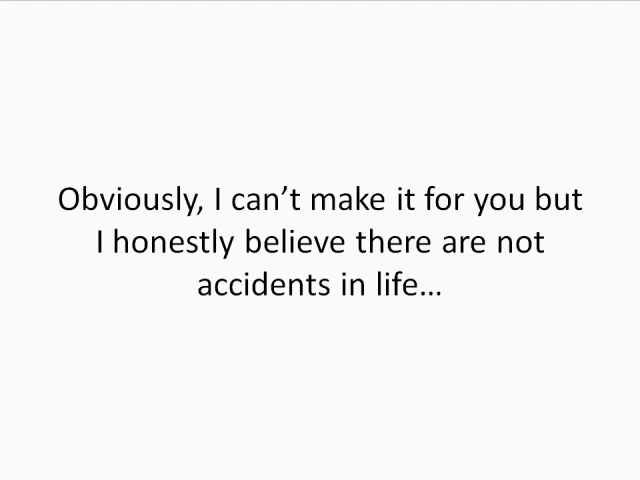 Obviously, I can’t make it for you but
I honestly believe there are not
accidents in life…